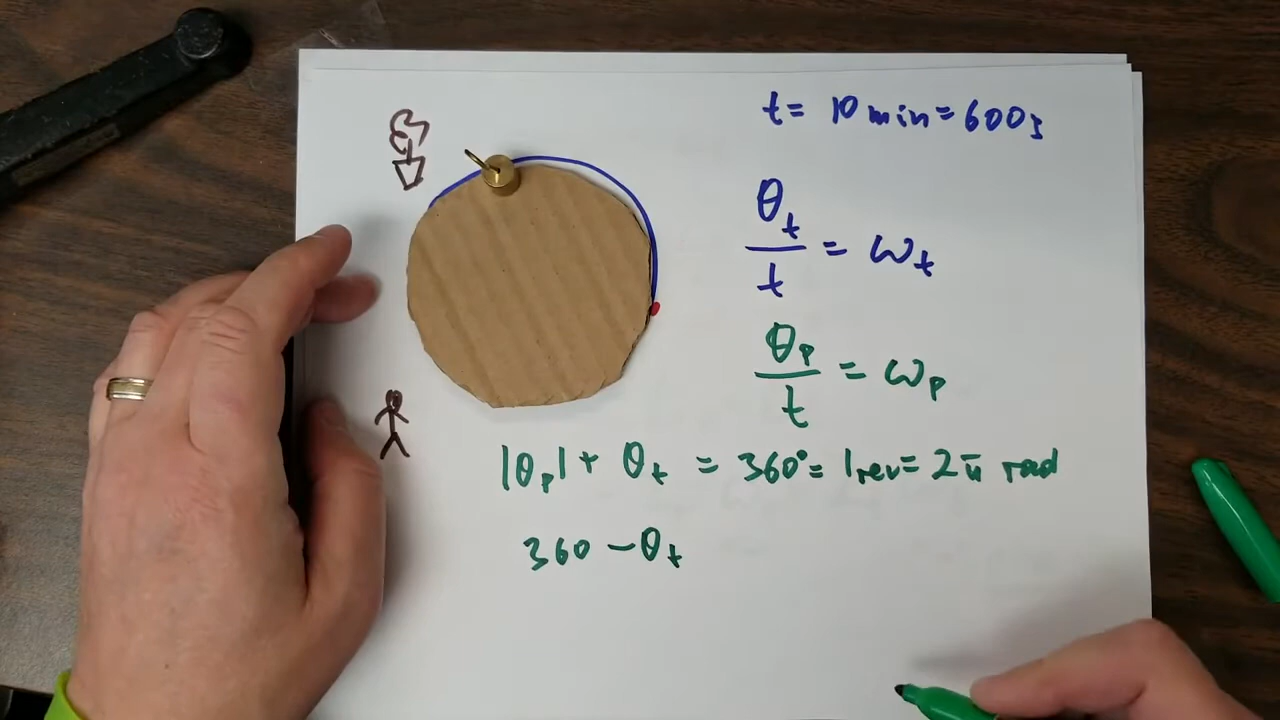 t = 10 min = 600s
θt/t = ωt
θp/t = ωp
|θp| + θt = 360° = 1rev = 2π rad
360 - θt